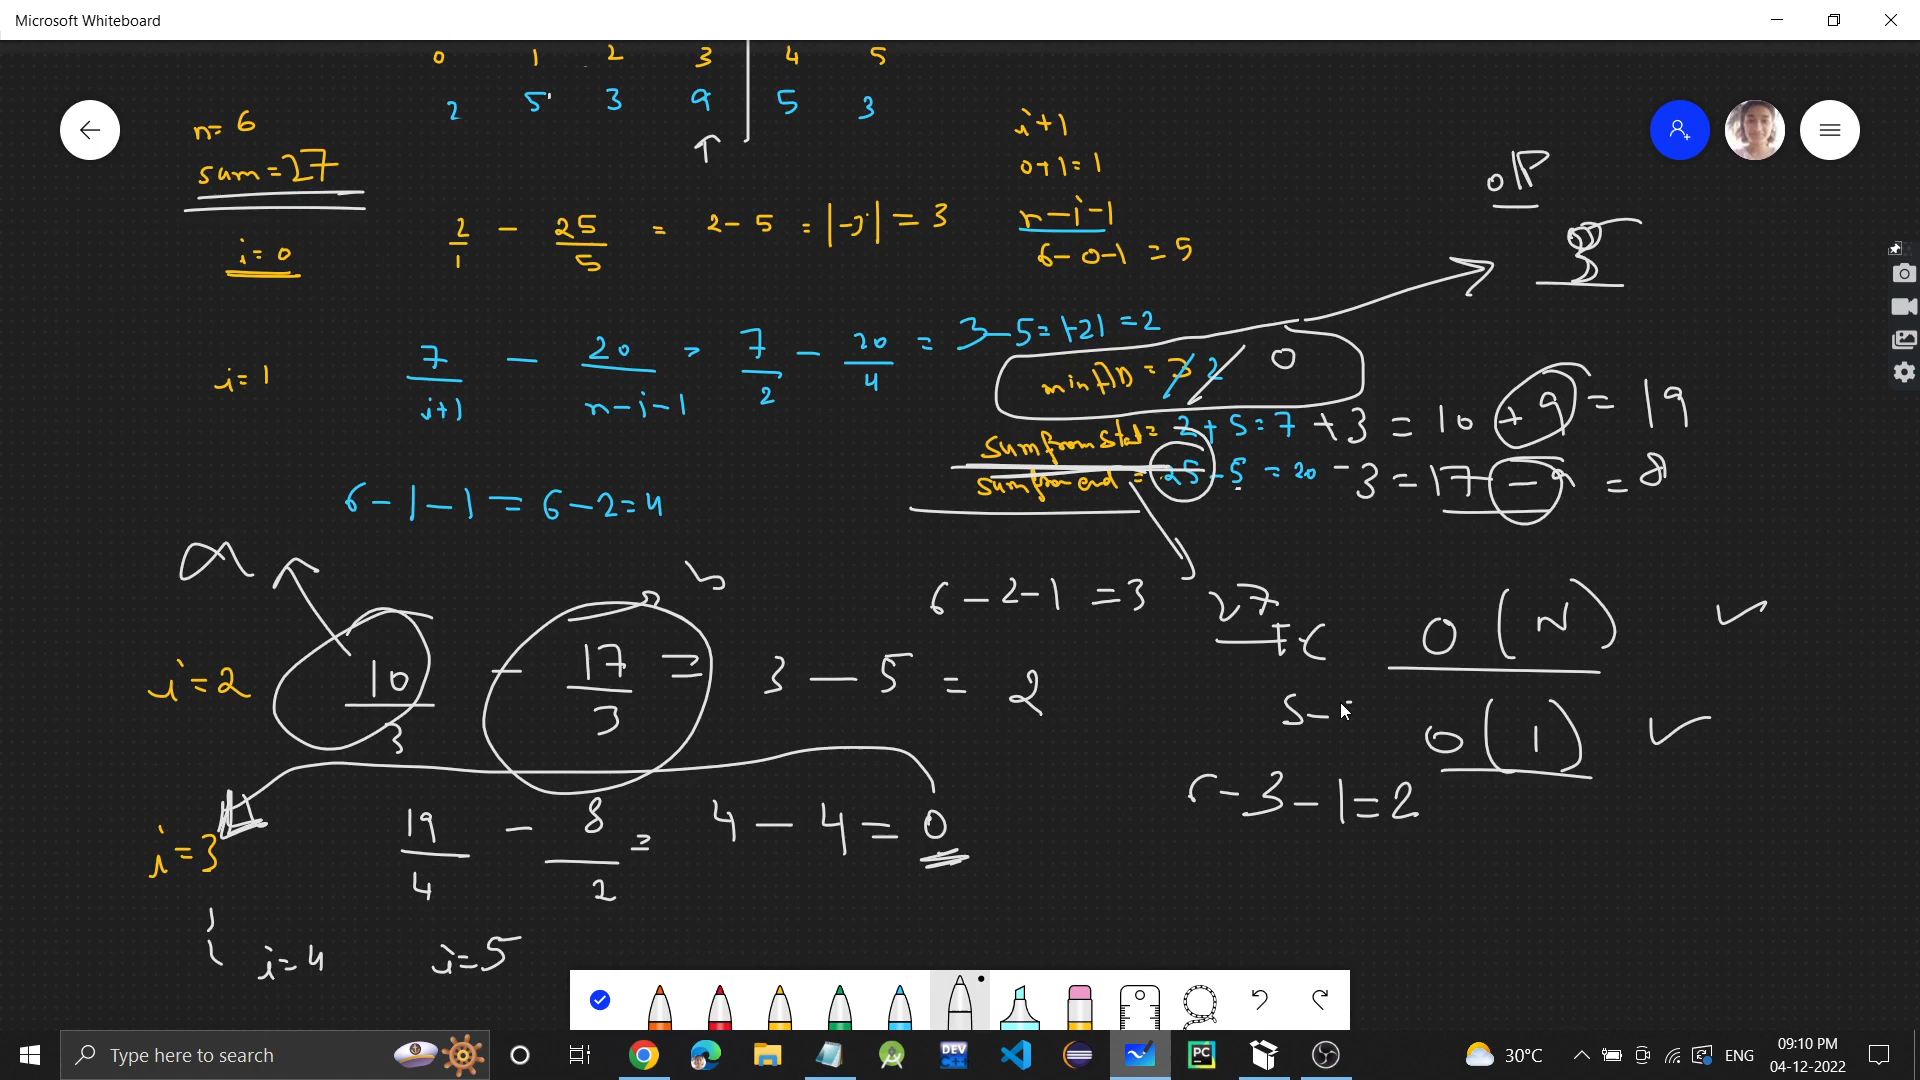 Microsoft Whiteboard
0 1 2 3 4 5
2 5 3 9 5 3
n= 6
sum=27
i+1
0+1=1
n-i-1
6-0-1 = 5
O/P
3
i=0
2/1 - 25/5 = 2-5 = |-3| = 3
i=1
7/i+1 - 20/n-i-1 = 7/2 - 20/4 = 3-5= |-2| =2
minAD = 3 2 0
sumfromstat= 2+5=7 +3 = 10 +9 = 19
sumfromend = 25-5 =20 -3 = 17 -9 = 8
6-1-1 = 6-2=4
6-2-1 =3
27
T C O(N)
i=2
10/3 - 17/3 = 3-5 = 2
S- O(1)
6-3-1=2
i=3
19/4 - 8/2 = 4-4=0
i=4 i=5
Type here to search
DEV
PC
30°C
ENG
09:10 PM
04-12-2022